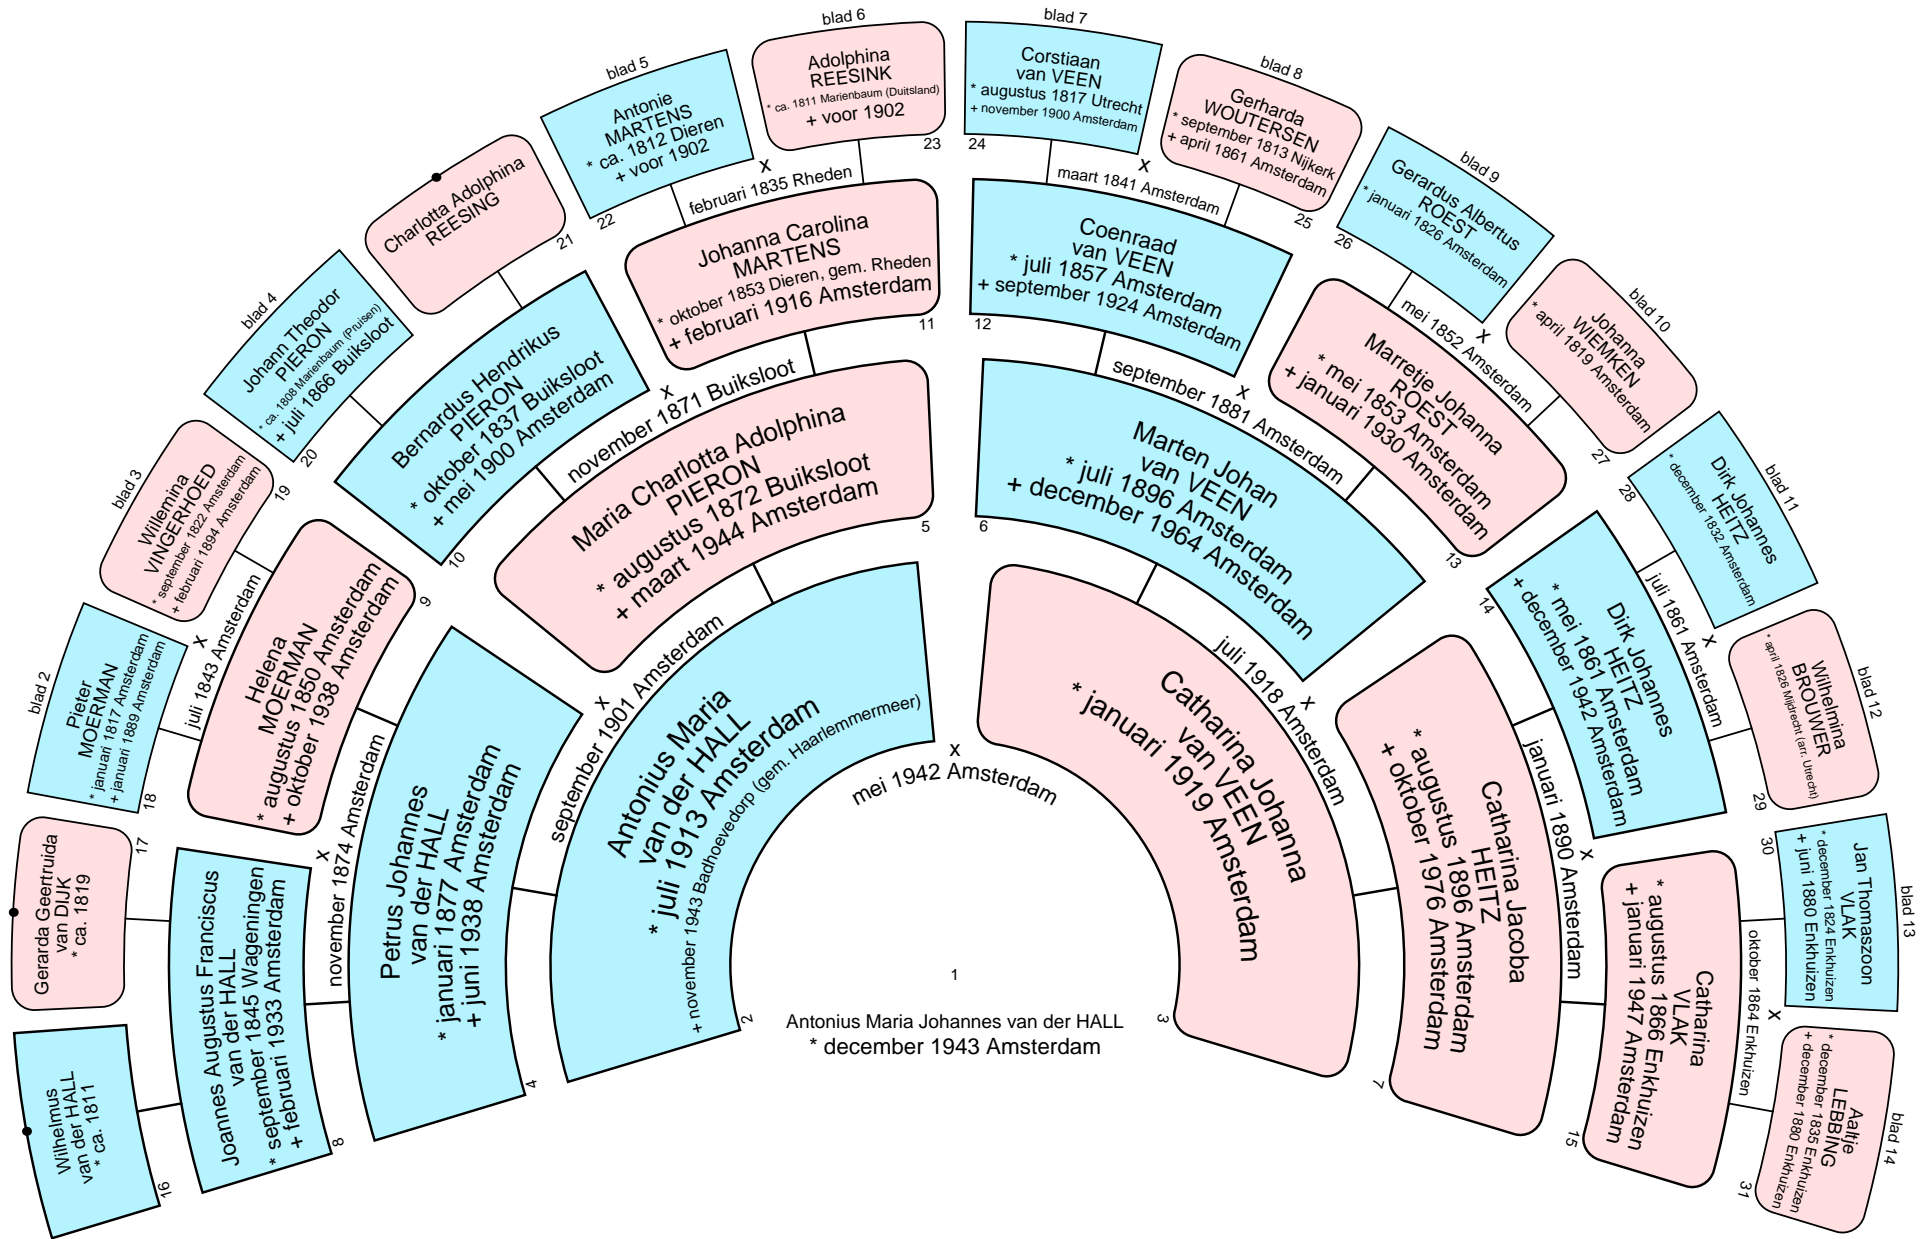 1
Antonius Maria Johannes van der HALL
* december 1943 Amsterdam
Antonius Maria
van der HALL
* juli 1913 Amsterdam
+ november 1943 Badhoevedorp (gem. Haarlemmermeer)
2
x
mei 1942 Amsterdam
Catharina Johanna
van VEEN
* januari 1919 Amsterdam
3
Petrus Johannes
van der HALL
* januari 1877 Amsterdam
+ juni 1938 Amsterdam
4
x
september 1901 Amsterdam
Maria Charlotta Adolphina
PIERON
* augustus 1872 Buiksloot
+ maart 1944 Amsterdam
5
Marten Johan
van VEEN
* juli 1896 Amsterdam
+ december 1964 Amsterdam
6
x
juli 1918 Amsterdam
Catharina Jacoba
HEITZ
* augustus 1896 Amsterdam
+ oktober 1976 Amsterdam
7
Joannes Augustus Franciscus
van der HALL
* september 1845 Wageningen
+ februari 1933 Amsterdam
8
x
november 1874 Amsterdam
Helena
MOERMAN
* augustus 1850 Amsterdam
+ oktober 1938 Amsterdam
9
Bernardus Hendrikus
PIERON
* oktober 1837 Buiksloot
+ mei 1900 Amsterdam
10
x
november 1871 Buiksloot
Johanna Carolina
MARTENS
* oktober 1853 Dieren, gem. Rheden
+ februari 1916 Amsterdam
11
Coenraad
van VEEN
* juli 1857 Amsterdam
+ september 1924 Amsterdam
12
x
september 1881 Amsterdam
Marretje Johanna
ROEST
* mei 1853 Amsterdam
+ januari 1930 Amsterdam
13
Dirk Johannes
HEITZ
* mei 1861 Amsterdam
+ december 1942 Amsterdam
14
x
januari 1890 Amsterdam
Catharina
VLAK
* augustus 1866 Enkhuizen
+ januari 1947 Amsterdam
15
Wilhelmus
van der HALL
* ca. 1811
16
Gerarda Geertruida
van DIJK
* ca. 1819
17
blad 2
Pieter
MOERMAN
* januari 1817 Amsterdam
+ januari 1889 Amsterdam
18
x
juli 1843 Amsterdam
blad 3
Willemina
VINGERHOED
* september 1822 Amsterdam
+ februari 1894 Amsterdam
19
blad 4
Johann Theodor
PIERON
* ca. 1808 Marienbaum (Pruisen)
+ juli 1866 Buiksloot
20
Charlotta Adolphina
REESING
21
blad 5
Antonie
MARTENS
* ca. 1812 Dieren
+ voor 1902
22
x
februari 1835 Rheden
blad 6
Adolphina
REESINK
* ca. 1811 Marienbaum (Duitsland)
+ voor 1902
23
blad 7
Corstiaan
van VEEN
* augustus 1817 Utrecht
+ november 1900 Amsterdam
24
x
maart 1841 Amsterdam
blad 8
Gerharda
WOUTERSEN
* september 1813 Nijkerk
+ april 1861 Amsterdam
25
blad 9
Gerardus Albertus
ROEST
* januari 1826 Amsterdam
26
x
mei 1852 Amsterdam
blad 10
Johanna
WIEMKEN
* april 1819 Amsterdam
27
blad 11
Dirk Johannes
HEITZ
* december 1832 Amsterdam
28
x
juli 1861 Amsterdam
blad 12
Wilhelmina
BROUWER
* april 1826 Mijdrecht (arr. Utrecht)
29
blad 13
Jan Thomaszoon
VLAK
* december 1824 Enkhuizen
+ juni 1880 Enkhuizen
30
x
oktober 1864 Enkhuizen
blad 14
Aaltje
LEBBING
* december 1835 Enkhuizen
+ december 1880 Enkhuizen
31